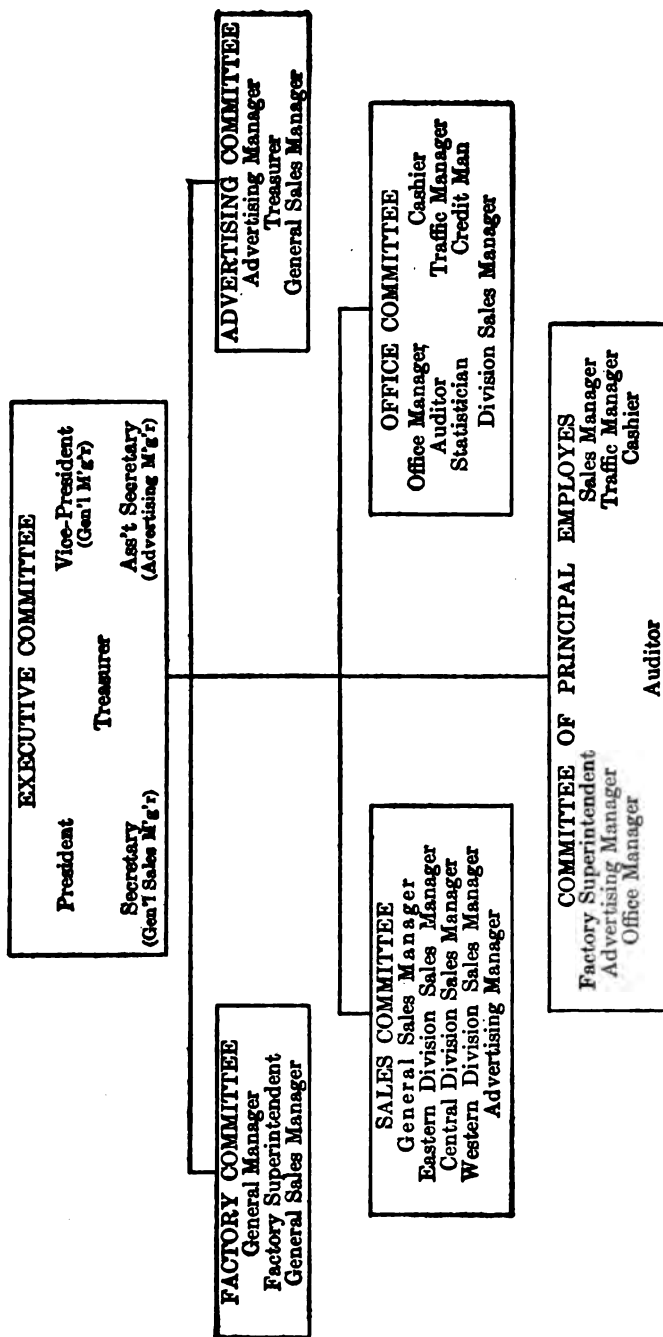 EXECUTIVE COMMITTEE
President Vice-President
(Gen'l M'g'r)
Treasurer
Secretary Ass't Secretary
(Gen'l Sales M'g'r) (Advertising M'g'r)
FACTORY COMMITTEE
General Manager
Factory Superintendent
General Sales Manager
ADVERTISING COMMITTEE
Advertising Manager
Treasurer
General Sales Manager
SALES COMMITTEE
General Sales Manager
Eastern Division Sales Manager
Central Division Sales Manager
Western Division Sales Manager
Advertising Manager
OFFICE COMMITTEE
Office Manager, Cashier
Auditor Traffic Manager
Statistician Credit Man
Division Sales Manager
COMMITTEE OF PRINCIPAL EMPLOYES
Factory Superintendent Sales Manager
Advertising Manager Traffic Manager
Office Manager Cashier
Auditor